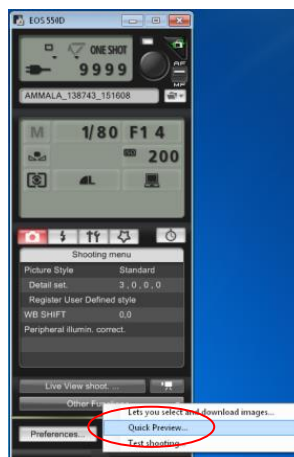 EOS 550D
ONE SHOT
9999
AF
MF
AMMALA_138743_151608
M 1/80 F14
ISO 200
L
Shooting menu
Picture Style Standard
Detail set. 3,0,0,0
Register User Defined style
WB SHIFT 0,0
Peripheral illumin. correct.
Live View shoot. ...
Other Functions
Lets you select and download images...
Preferences... Quick Preview...
Test shooting